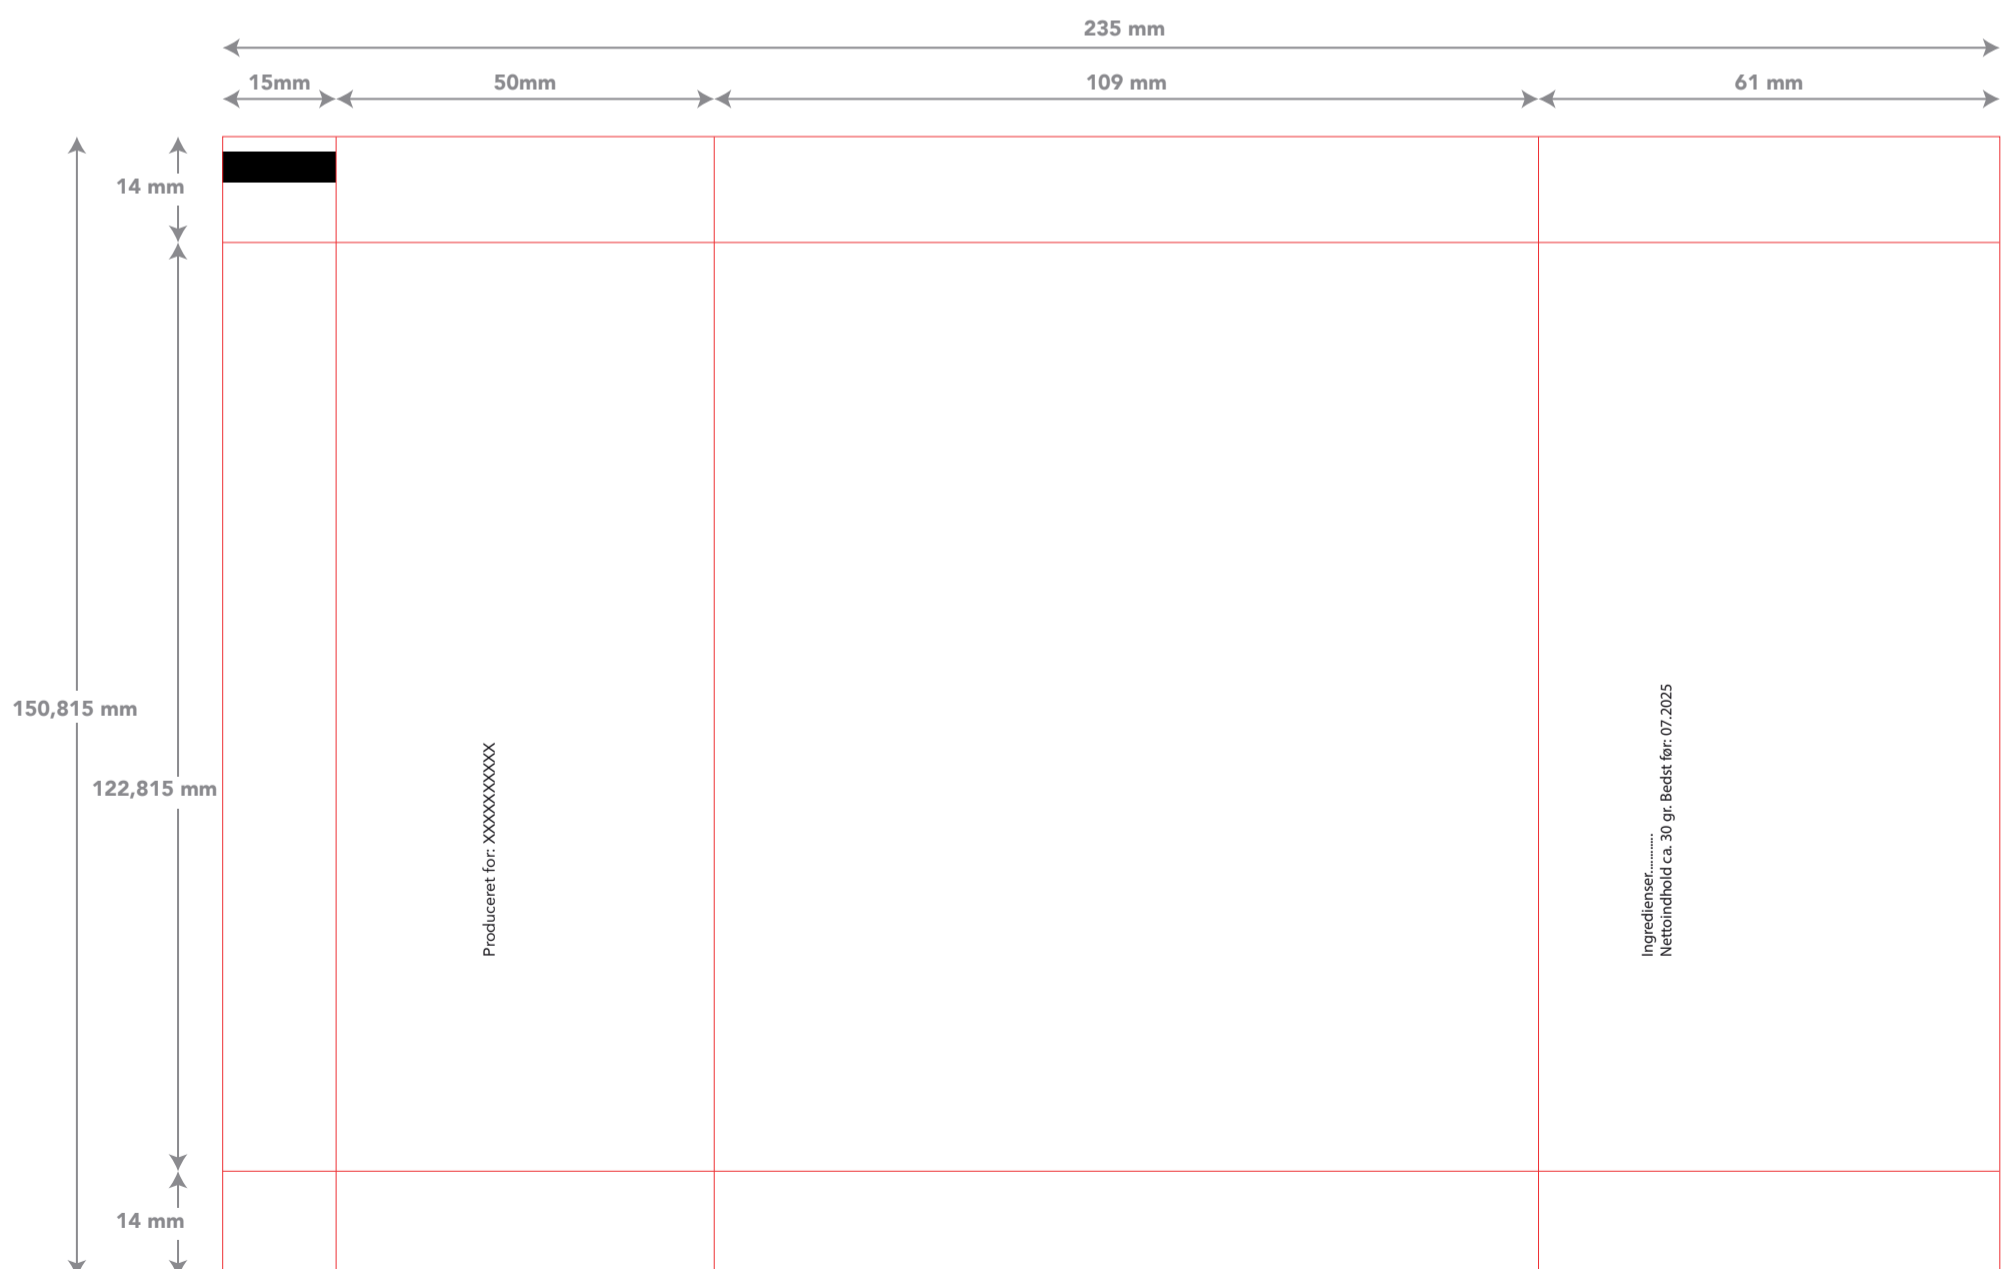 235 mm
15mm
50mm
109 mm
61 mm
14 mm
150,815 mm
122,815 mm
14 mm
Produceret for: XXXXXXXXXXX
Ingredienser............
Nettoindhold ca. 30 gr. Bedst før: 07.2025